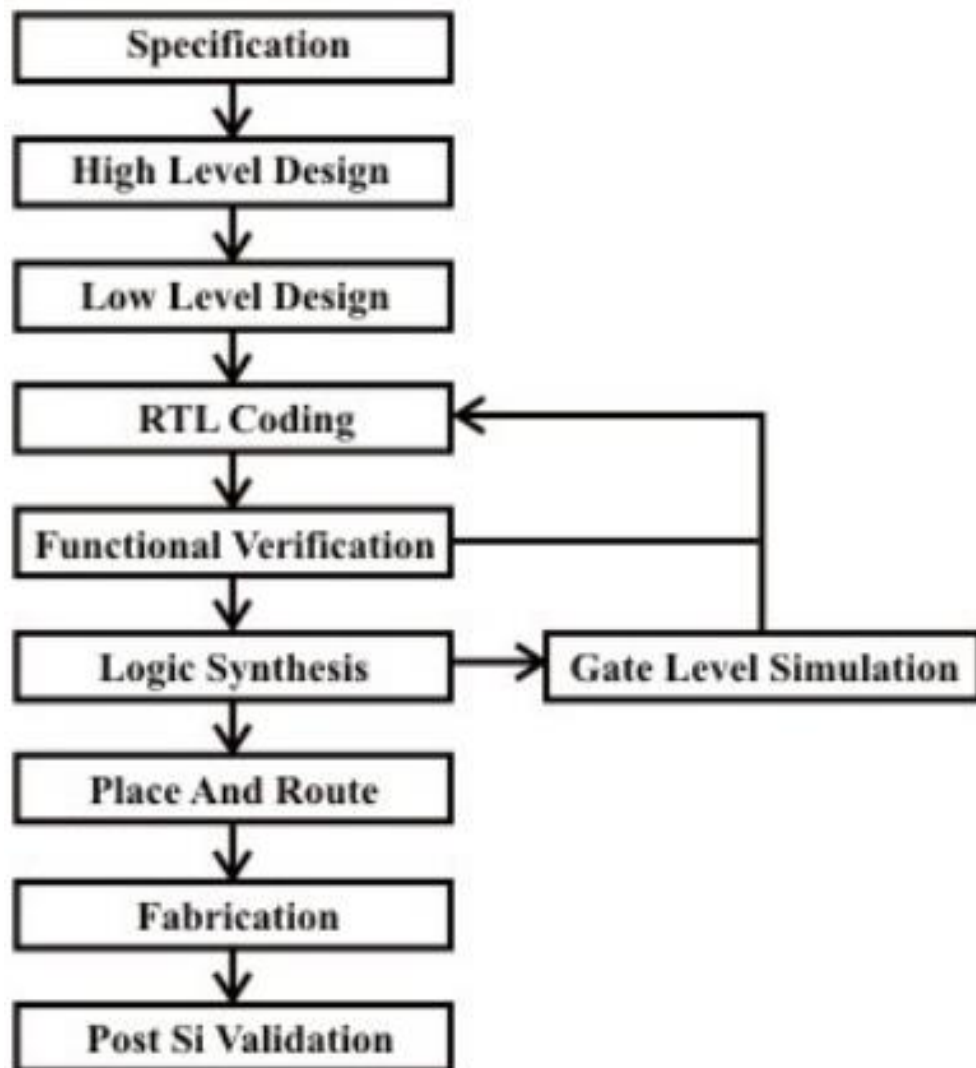 Specification
High Level Design
Low Level Design
RTL Coding
Functional Verification
Logic Synthesis
Gate Level Simulation
Place And Route
Fabrication
Post Si Validation